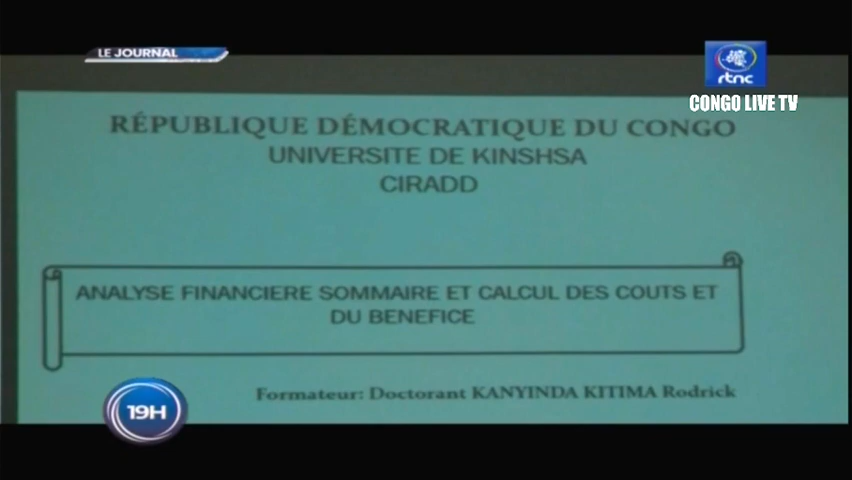 LE JOURNAL
rtnc
CONGO LIVE TV
RÉPUBLIQUE DÉMOCRATIQUE DU CONGO
UNIVERSITE DE KINSHSA
CIRADD
ANALYSE FINANCIERE SOMMAIRE ET CALCUL DES COUTS ET
DU BENEFICE
Formateur: Doctorant KANYINDA KITIMA Rodrick
19H